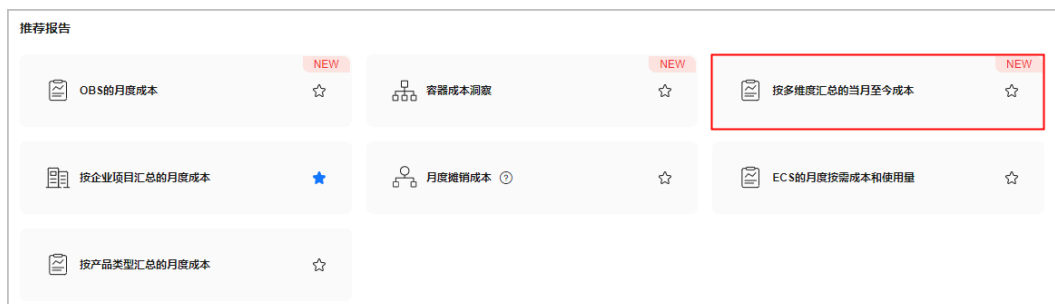 推荐报告
NEW
OBS的月度成本
NEW
容器成本洞察
NEW
按多维度汇总的当月至今成本
按企业项目汇总的月度成本
月度摊销成本 ?
ECS的月度按需成本和使用量
按产品类型汇总的月度成本